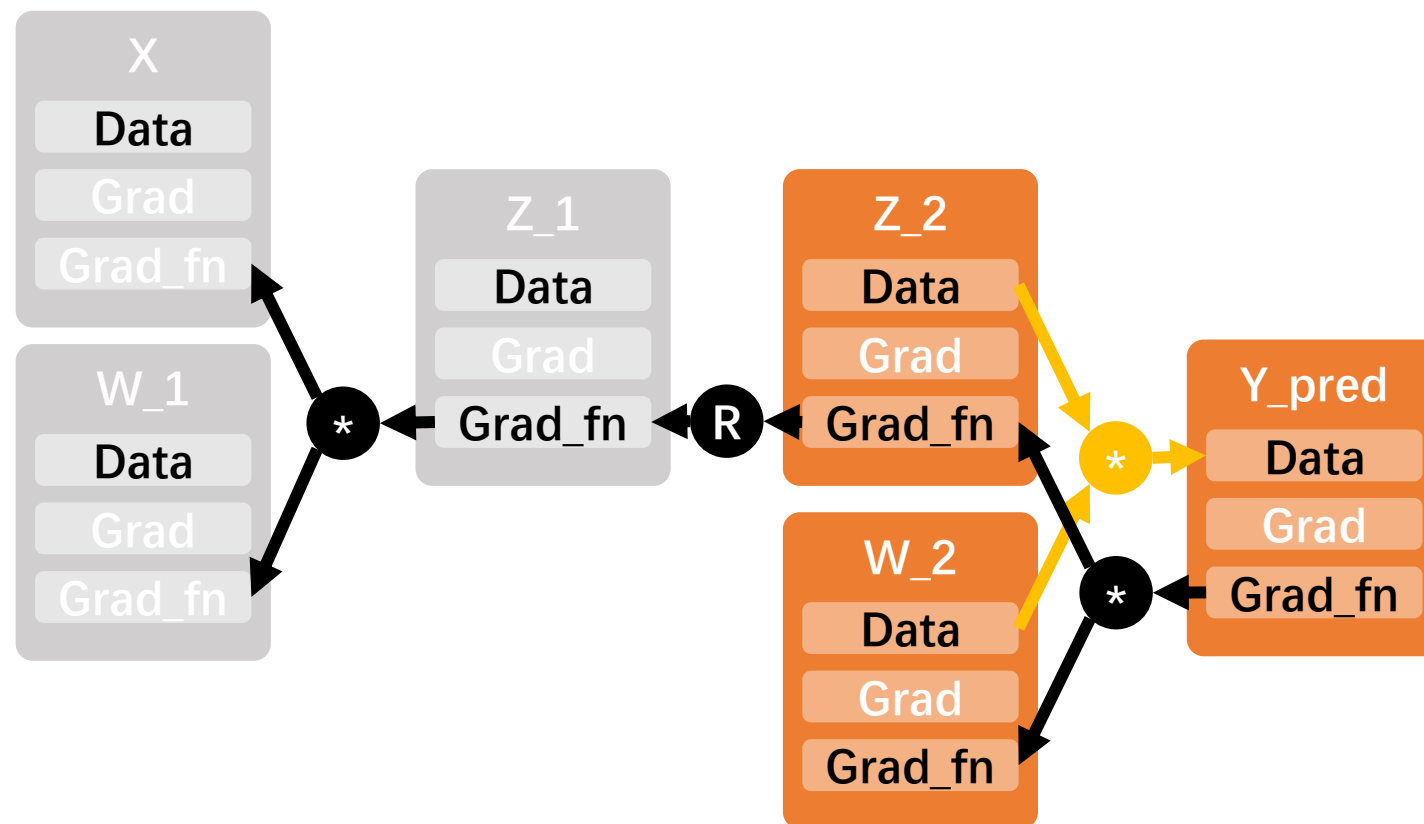 X
Data
Grad
Grad_fn
W_1
Data
Grad
Grad_fn
*
Z_1
Data
Grad
Grad_fn
R
Z_2
Data
Grad
Grad_fn
W_2
Data
Grad
Grad_fn
*
*
Y_pred
Data
Grad
Grad_fn